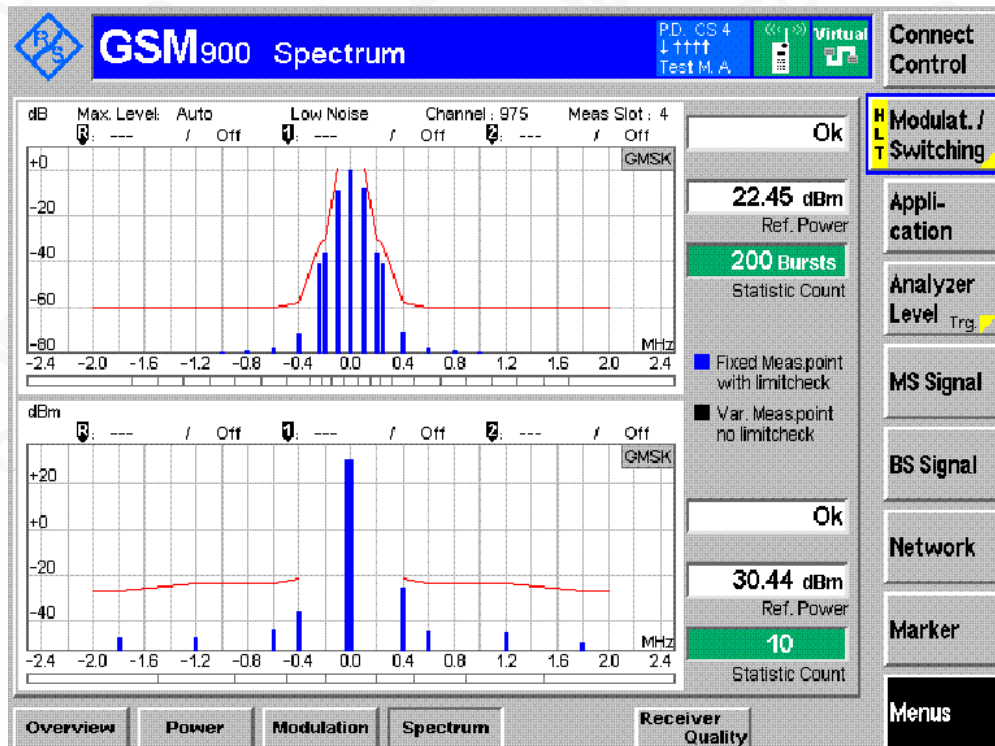 R&S
GSM900 Spectrum
P.D. CS 4
↓ ↑↑↑↑
Test M. A.
Virtual
Connect Control
dB Max. Level: Auto Low Noise Channel : 975 Meas Slot : 4
R: --- / Off 1: --- / Off 2: --- / Off
GMSK
+0
-20
-40
-60
-80
MHz
-2.4 -2.0 -1.6 -1.2 -0.8 -0.4 0.0 0.4 0.8 1.2 1.6 2.0 2.4
Ok
22.45 dBm
Ref. Power
200 Bursts
Statistic Count
Fixed Meas.point
with limitcheck
Var. Meas.point
no limitcheck
dBm
R: --- / Off 1: --- / Off 2: --- / Off
GMSK
+20
+0
-20
-40
MHz
-2.4 -2.0 -1.6 -1.2 -0.8 -0.4 0.0 0.4 0.8 1.2 1.6 2.0 2.4
Ok
30.44 dBm
Ref. Power
10
Statistic Count
HLT
Modulat. /
Switching
Appli-
cation
Analyzer
Level Trg.
MS Signal
BS Signal
Network
Marker
Menus
Overview Power Modulation Spectrum Receiver
Quality